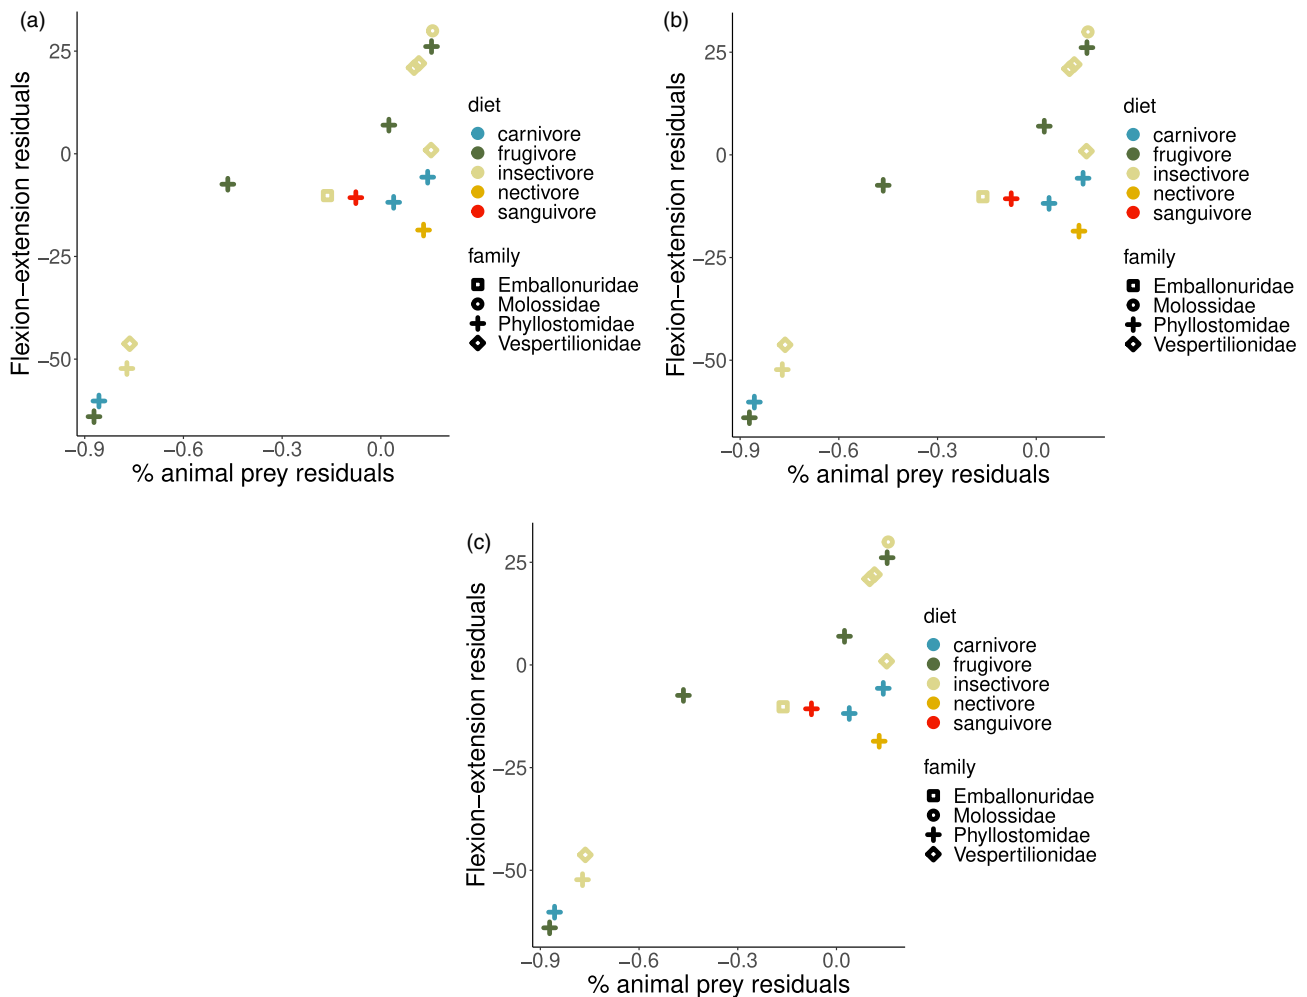 (a)
Flexion−extension residuals
25
0
−25
−50
−0.9 −0.6 −0.3 0.0
% animal prey residuals
diet
carnivore
frugivore
insectivore
nectivore
sanguivore
family
Emballonuridae
Molossidae
Phyllostomidae
Vespertilionidae
(b)
Flexion−extension residuals
25
0
−25
−50
−0.9 −0.6 −0.3 0.0
% animal prey residuals
diet
carnivore
frugivore
insectivore
nectivore
sanguivore
family
Emballonuridae
Molossidae
Phyllostomidae
Vespertilionidae
(c)
Flexion−extension residuals
25
0
−25
−50
−0.9 −0.6 −0.3 0.0
% animal prey residuals
diet
carnivore
frugivore
insectivore
nectivore
sanguivore
family
Emballonuridae
Molossidae
Phyllostomidae
Vespertilionidae